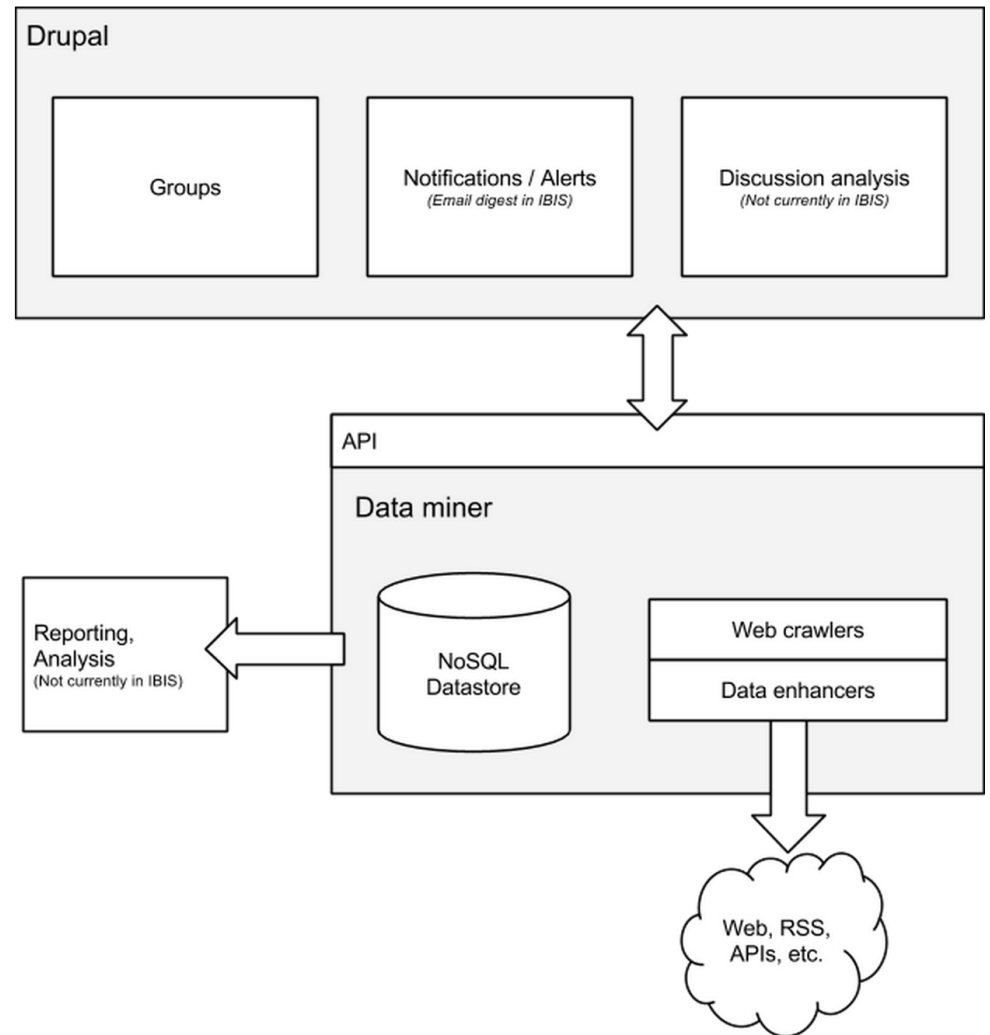 Drupal
Groups
Notifications / Alerts
(Email digest in IBIS)
Discussion analysis
(Not currently in IBIS)
API
Data miner
Reporting,
Analysis
(Not currently in IBIS)
NoSQL
Datastore
Web crawlers
Data enhancers
Web, RSS,
APIs, etc.